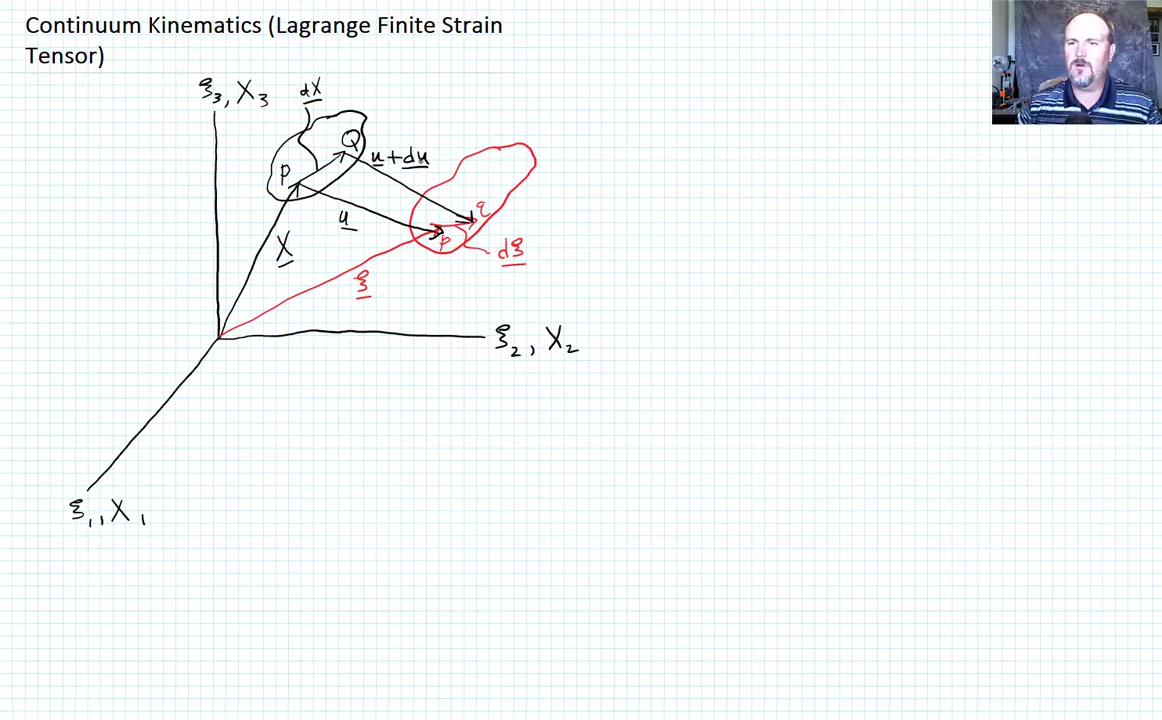 Continuum Kinematics (Lagrange Finite Strain
Tensor)
ξ₃, X₃
dX
Q
P
u + du
u
q
p
dξ
X
ξ
ξ₂, X₂
ξ₁, X₁